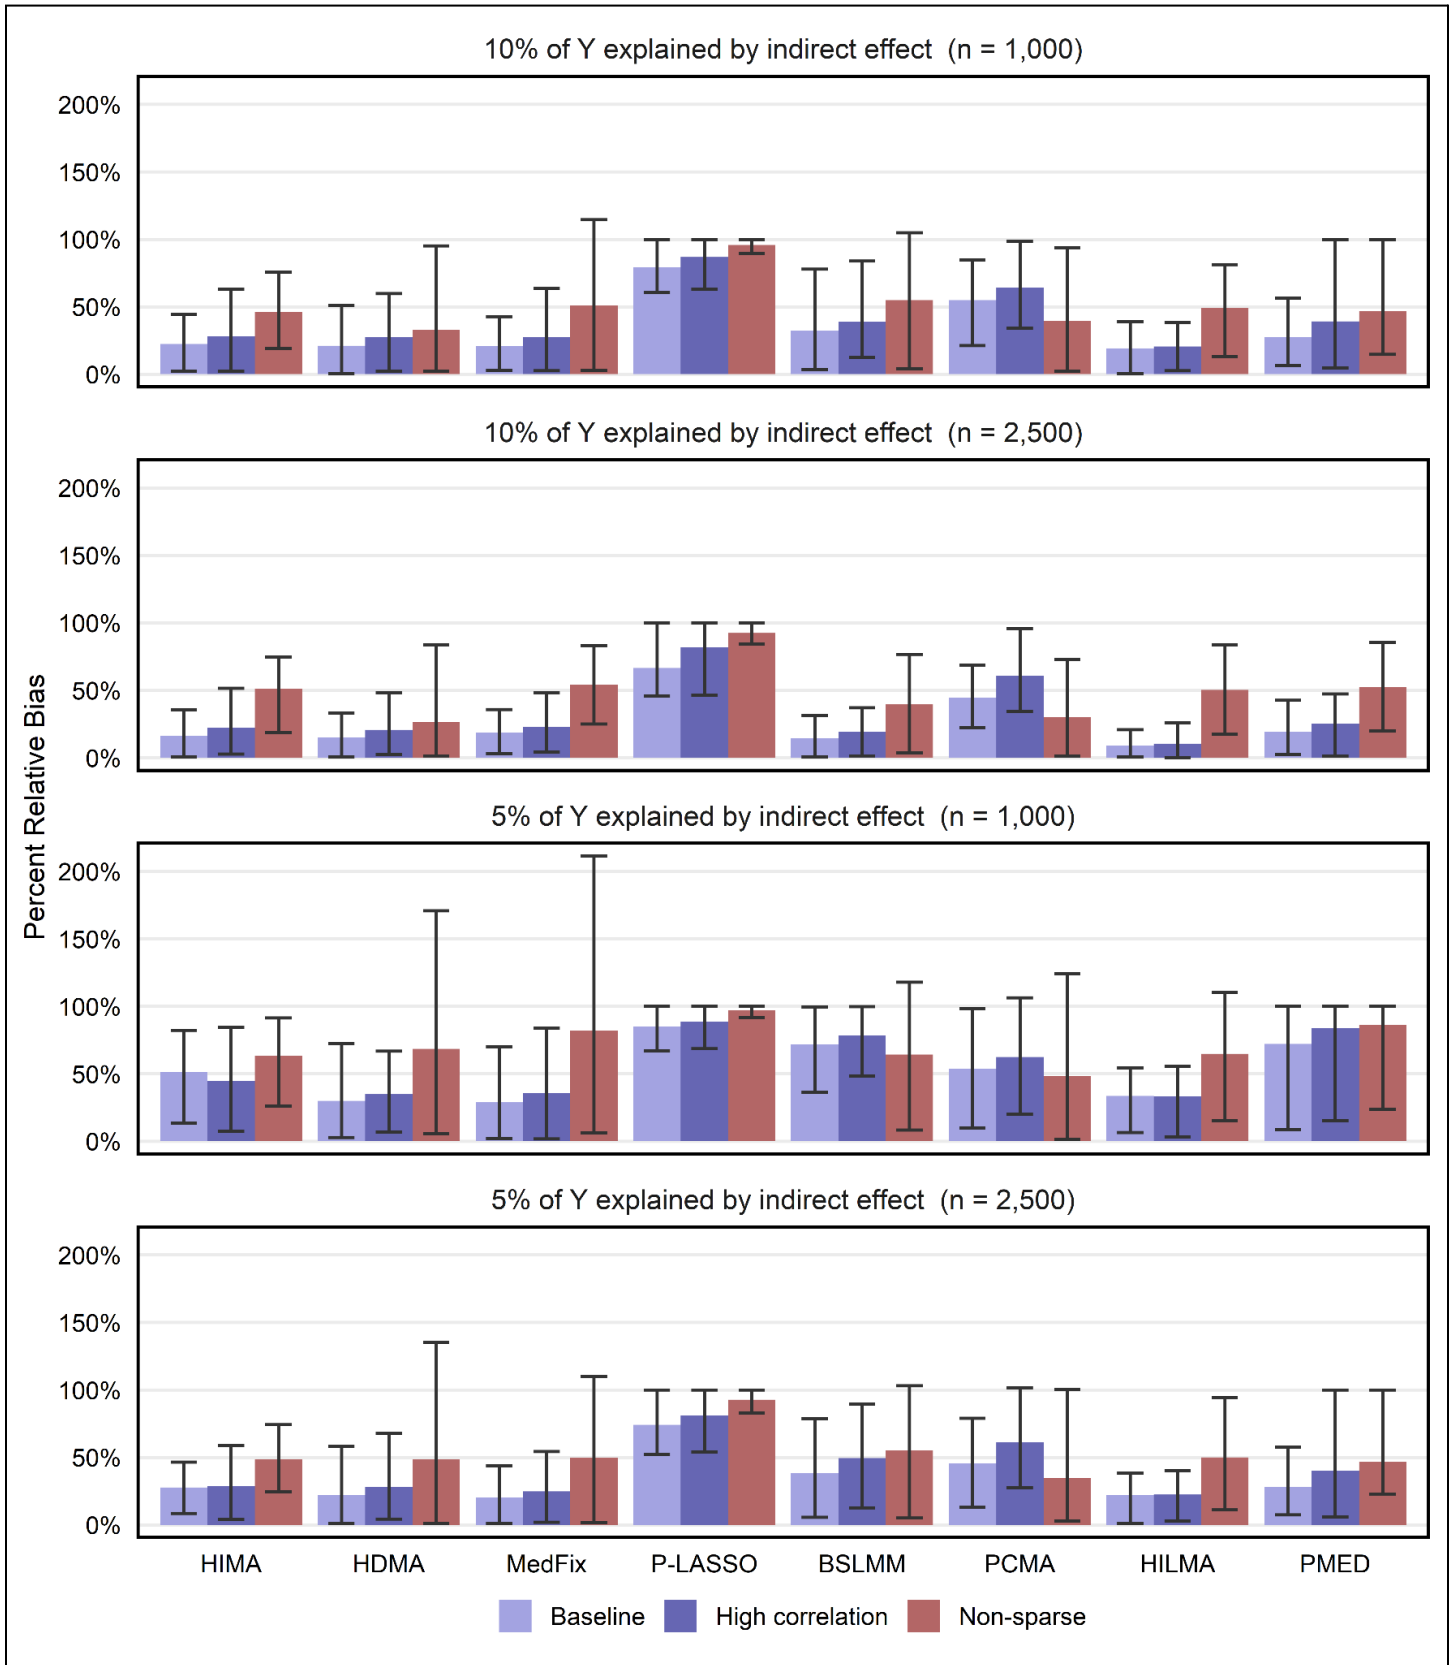 10% of Y explained by indirect effect (n = 1,000)
200%
150%
100%
50%
0%
10% of Y explained by indirect effect (n = 2,500)
200%
150%
100%
50%
0%
Percent Relative Bias
5% of Y explained by indirect effect (n = 1,000)
200%
150%
100%
50%
0%
5% of Y explained by indirect effect (n = 2,500)
200%
150%
100%
50%
0%
HIMA HDMA MedFix P-LASSO BSLMM PCMA HILMA PMED
Baseline High correlation Non-sparse